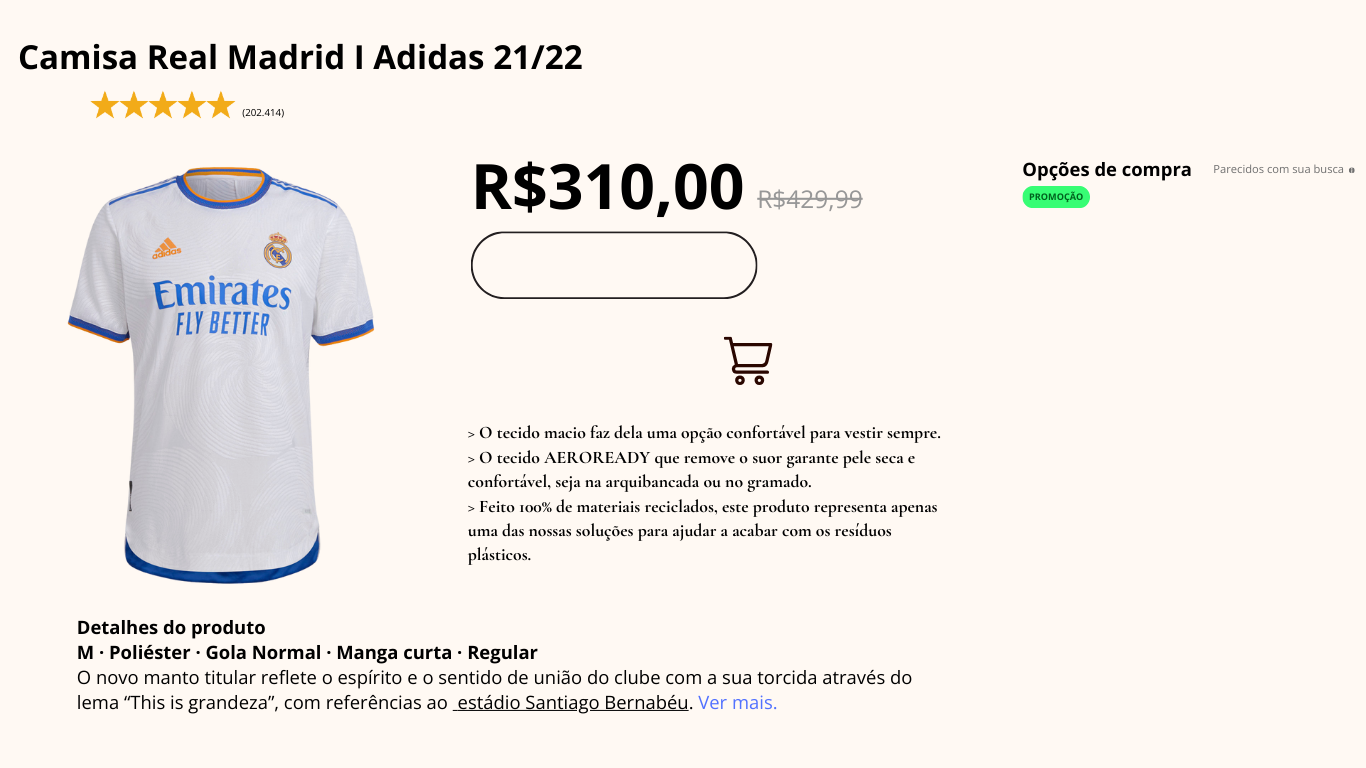 Camisa Real Madrid I Adidas 21/22
(202.414)
R$310,00 R$429,99
Opções de compra
Parecidos com sua busca
PROMOÇÃO
adidas
Emirates
FLY BETTER
> O tecido macio faz dela uma opção confortável para vestir sempre.
> O tecido AEROREADY que remove o suor garante pele seca e
confortável, seja na arquibancada ou no gramado.
> Feito 100% de materiais reciclados, este produto representa apenas
uma das nossas soluções para ajudar a acabar com os resíduos
plásticos.
Detalhes do produto
M · Poliéster · Gola Normal · Manga curta · Regular
O novo manto titular reflete o espírito e o sentido de união do clube com a sua torcida através do
lema “This is grandeza”, com referências ao estádio Santiago Bernabéu. Ver mais.